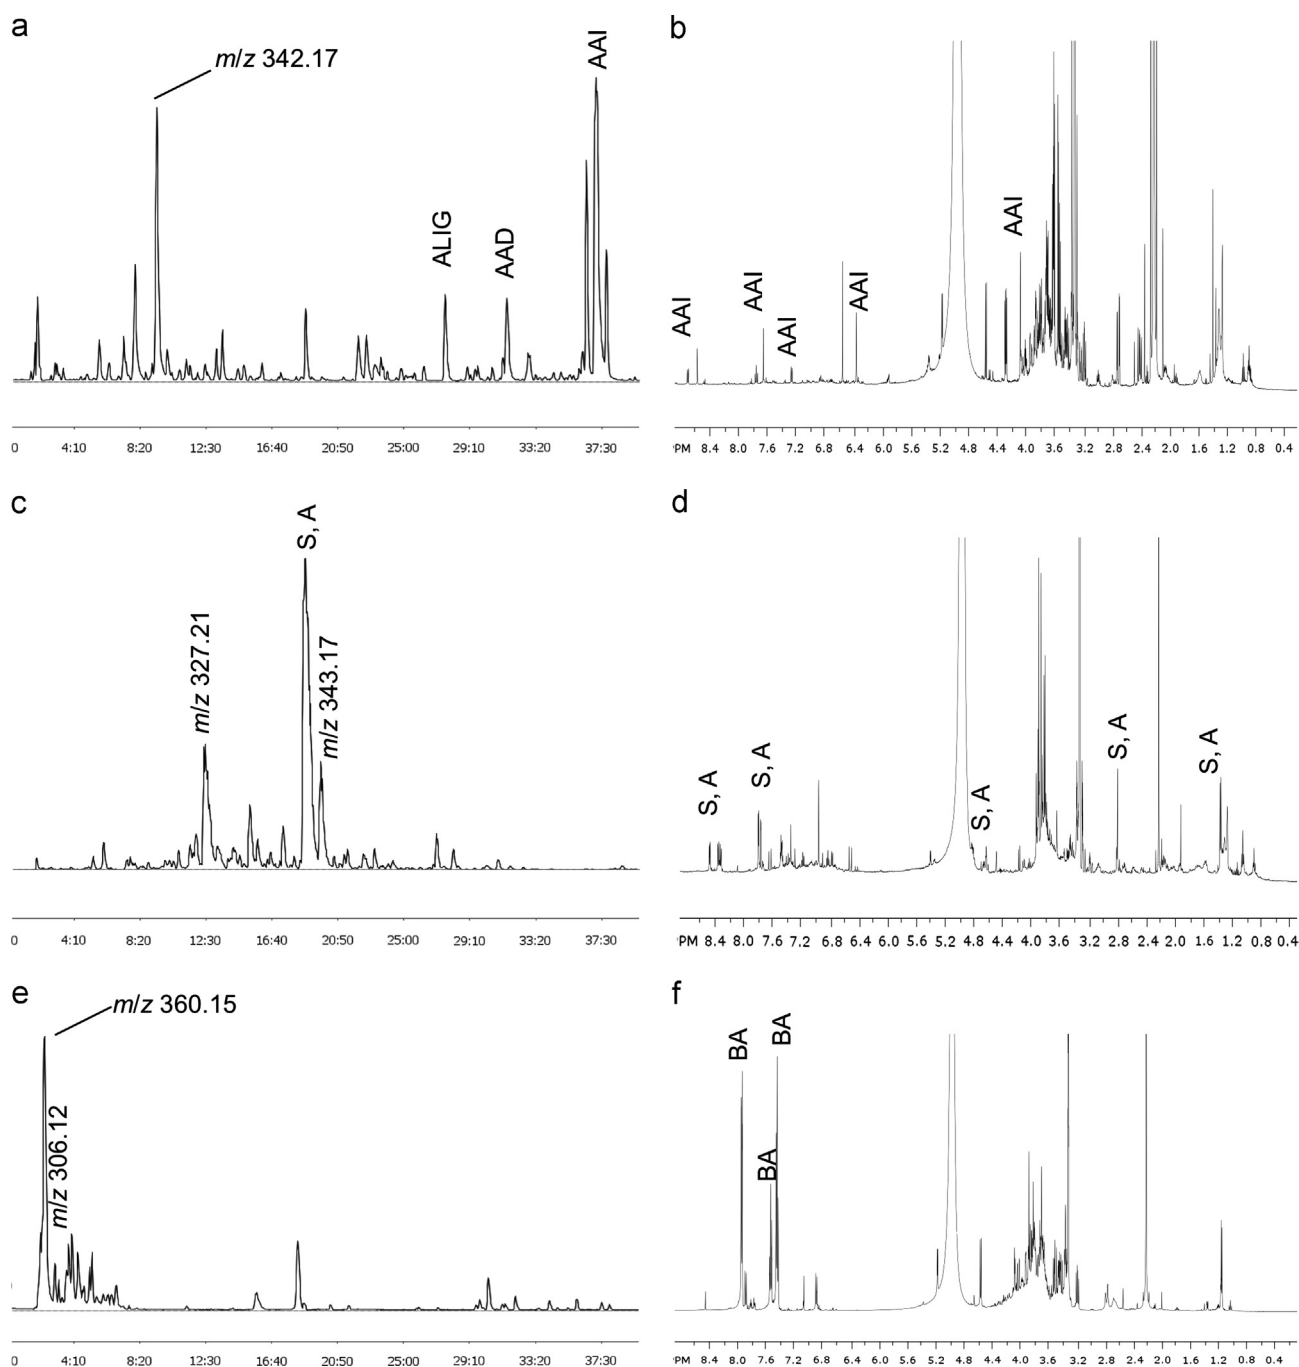 a
m/z 342.17
ALIG
AAD
AAI
0 4:10 8:20 12:30 16:40 20:50 25:00 29:10 33:20 37:30
b
AAI
AAI
AAI
AAI
AAI
PM 8.4 8.0 7.6 7.2 6.8 6.4 6.0 5.6 5.2 4.8 4.4 4.0 3.6 3.2 2.8 2.4 2.0 1.6 1.2 0.8 0.4
c
m/z 327.21
S, A
m/z 343.17
0 4:10 8:20 12:30 16:40 20:50 25:00 29:10 33:20 37:30
d
S, A
S, A
S, A
S, A
S, A
PM 8.4 8.0 7.6 7.2 6.8 6.4 6.0 5.6 5.2 4.8 4.4 4.0 3.6 3.2 2.8 2.4 2.0 1.6 1.2 0.8 0.4
e
m/z 360.15
m/z 306.12
0 4:10 8:20 12:30 16:40 20:50 25:00 29:10 33:20 37:30
f
BA
BA
BA
PM 8.4 8.0 7.6 7.2 6.8 6.4 6.0 5.6 5.2 4.8 4.4 4.0 3.6 3.2 2.8 2.4 2.0 1.6 1.2 0.8 0.4